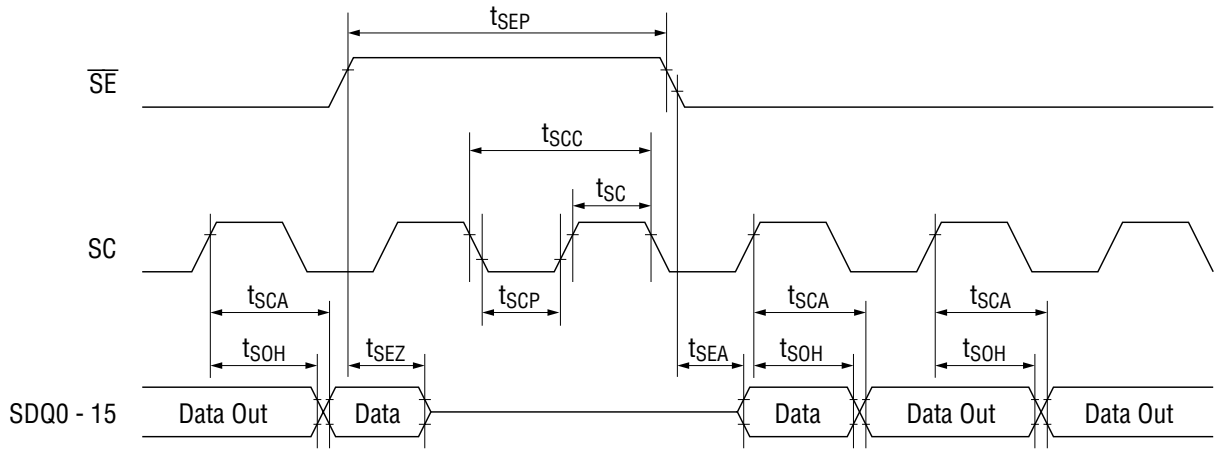 tSEP
SE
tSCC
tSC
SC
tSCP
tSCA tSCA tSCA
tSOH tSEZ tSEA tSOH tSOH
SDQ0 - 15 Data Out Data Data Data Out Data Out